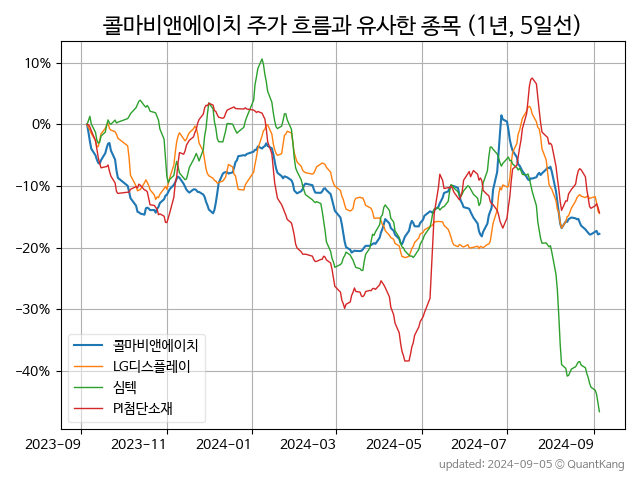 콜마비앤에이치 주가 흐름과 유사한 종목 (1년, 5일선)
10%
0%
−10%
−20%
−30%
−40%
콜마비앤에이치
LG디스플레이
심텍
PI첨단소재
2023-09
2023-11
2024-01
2024-03
2024-05
2024-07
2024-09
updated: 2024-09-05 © QuantKang